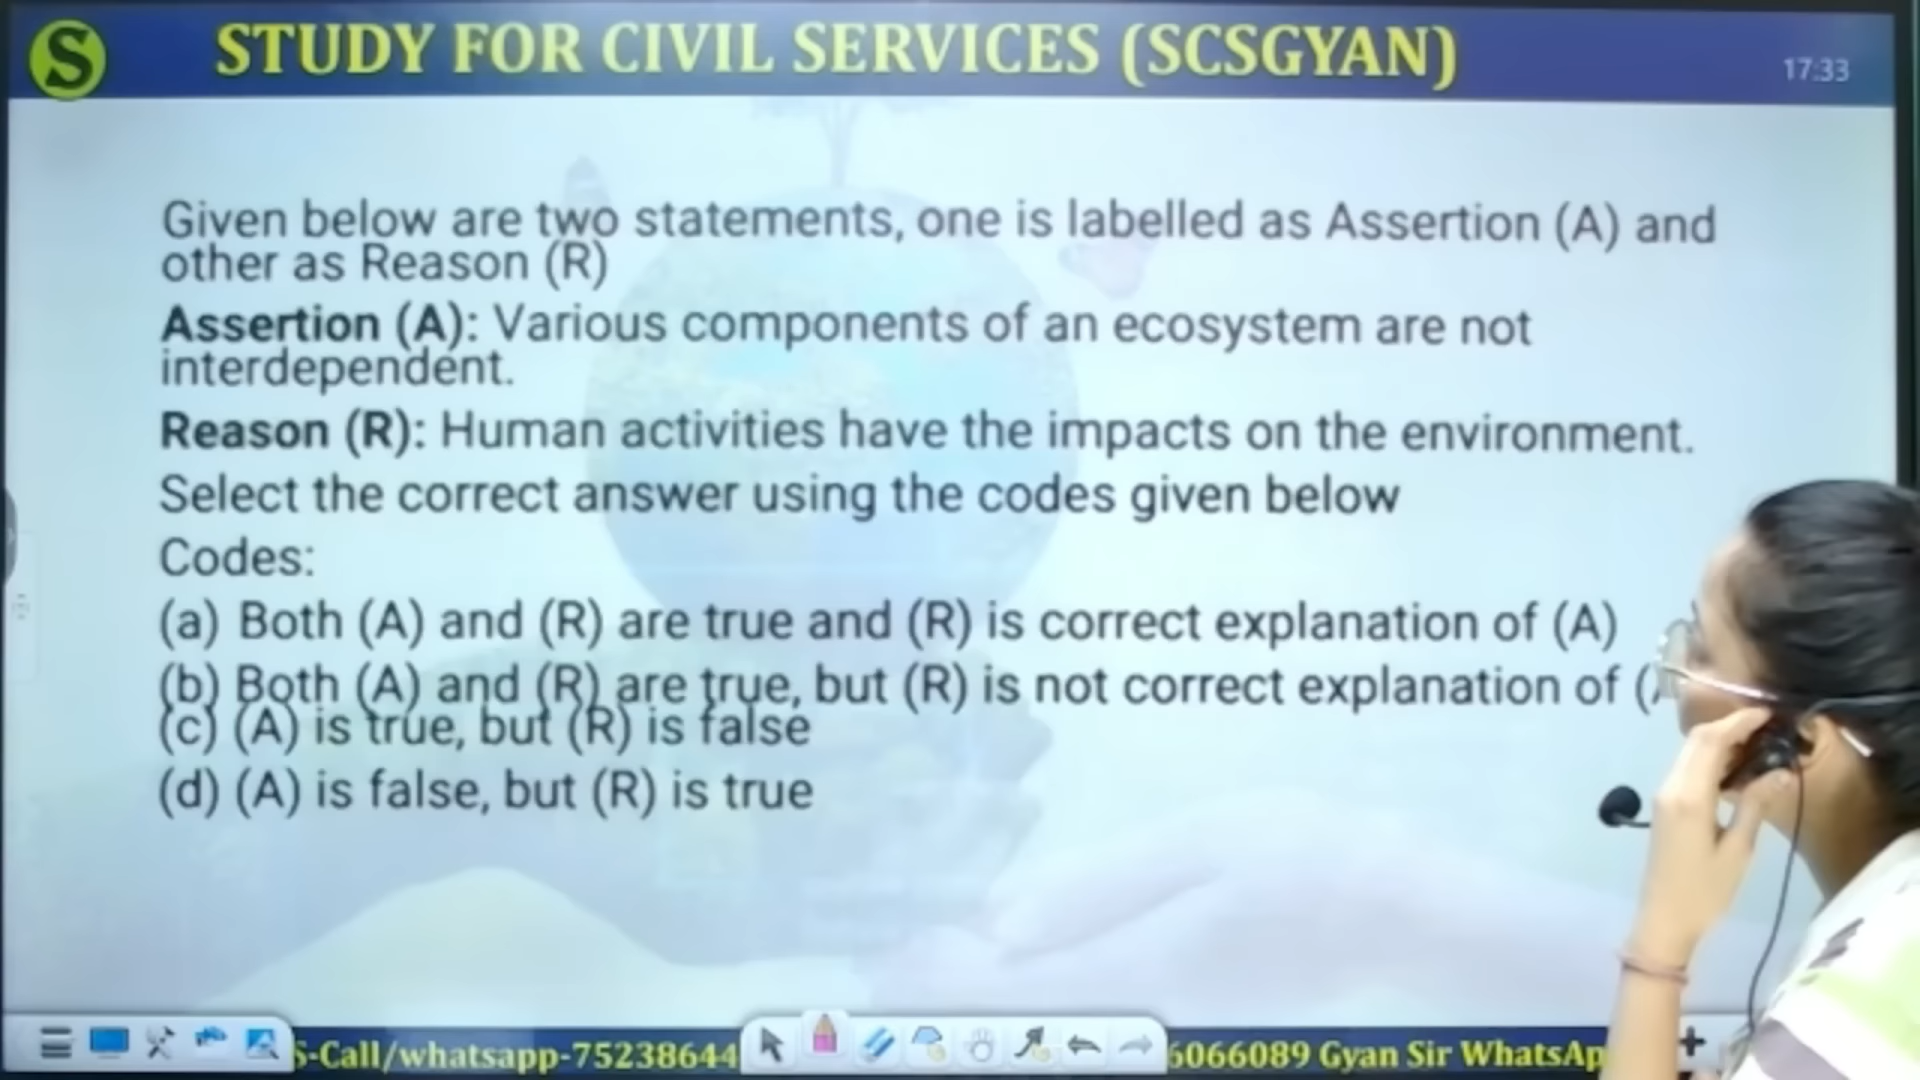 S
STUDY FOR CIVIL SERVICES (SCSGYAN)
17:33
Given below are two statements, one is labelled as Assertion (A) and
other as Reason (R)
Assertion (A): Various components of an ecosystem are not
interdependent.
Reason (R): Human activities have the impacts on the environment.
Select the correct answer using the codes given below
Codes:
(a) Both (A) and (R) are true and (R) is correct explanation of (A)
(b) Both (A) and (R) are true, but (R) is not correct explanation of
(c) (A) is true, but (R) is false
(d) (A) is false, but (R) is true
S-Call/whatsapp-75238644
6066089 Gyan Sir WhatsAp